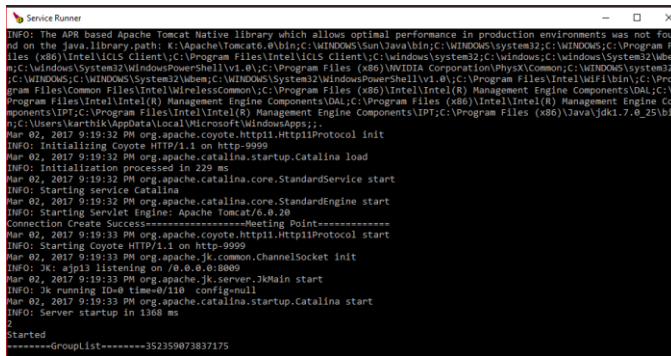 Service Runner
INFO: The APR based Apache Tomcat Native library which allows optimal performance in production environments was not fou
nd on the java.library.path: K:\Apache\Tomcat6.0\bin;C:\WINDOWS\Sun\Java\bin;C:\WINDOWS\system32;C:\WINDOWS;C:\Program F
iles (x86)\Intel\iCLS Client\;C:\Program Files\Intel\iCLS Client\;C:\windows\system32;C:\windows;C:\windows\System32\Wbe
m;C:\windows\System32\WindowsPowerShell\v1.0\;C:\Program Files (x86)\NVIDIA Corporation\PhysX\Common;C:\WINDOWS\system32
;C:\WINDOWS;C:\WINDOWS\System32\Wbem;C:\WINDOWS\System32\WindowsPowerShell\v1.0\;C:\Program Files\Intel\WiFi\bin\;C:\Pro
gram Files\Common Files\Intel\WirelessCommon\;C:\Program Files (x86)\Intel\Intel(R) Management Engine Components\DAL;C:\
Program Files\Intel\Intel(R) Management Engine Components\DAL;C:\Program Files (x86)\Intel\Intel(R) Management Engine Co
mponents\IPT;C:\Program Files\Intel\Intel(R) Management Engine Components\IPT;C:\Program Files (x86)\Java\jdk1.7.0_25\bi
n;C:\Users\karthik\AppData\Local\Microsoft\WindowsApps;;.
Mar 02, 2017 9:19:32 PM org.apache.coyote.http11.Http11Protocol init
INFO: Initializing Coyote HTTP/1.1 on http-9999
Mar 02, 2017 9:19:32 PM org.apache.catalina.startup.Catalina load
INFO: Initialization processed in 229 ms
Mar 02, 2017 9:19:32 PM org.apache.catalina.core.StandardService start
INFO: Starting service Catalina
Mar 02, 2017 9:19:32 PM org.apache.catalina.core.StandardEngine start
INFO: Starting Servlet Engine: Apache Tomcat/6.0.20
Connection Create Success==================Meeting Point=============
Mar 02, 2017 9:19:33 PM org.apache.coyote.http11.Http11Protocol start
INFO: Starting Coyote HTTP/1.1 on http-9999
Mar 02, 2017 9:19:33 PM org.apache.jk.common.ChannelSocket init
INFO: JK: ajp13 listening on /0.0.0.0:8009
Mar 02, 2017 9:19:33 PM org.apache.jk.server.JkMain start
INFO: Jk running ID=0 time=0/110  config=null
Mar 02, 2017 9:19:33 PM org.apache.catalina.startup.Catalina start
INFO: Server startup in 1368 ms
2
Started
========GroupList========352359073837175